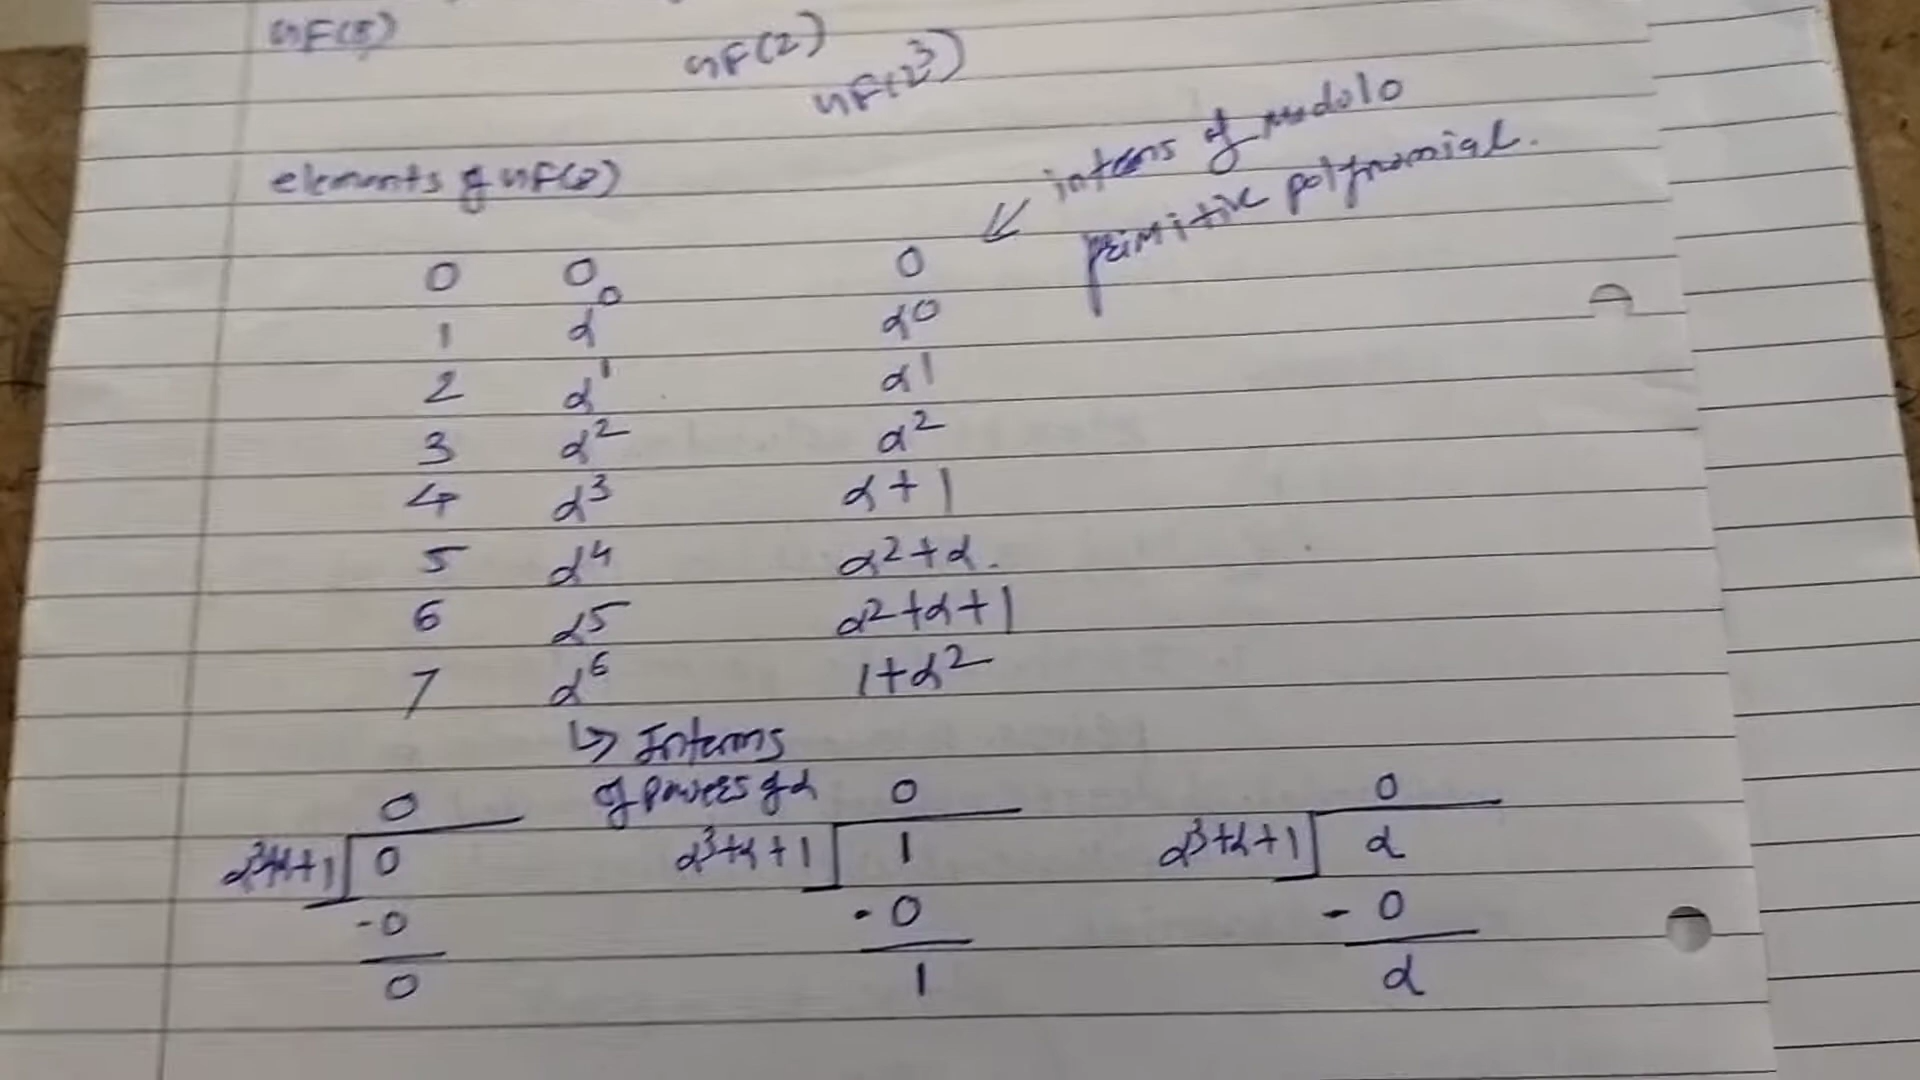 GF(8)
GF(2)
GF(2³)
interms of modolo
primitive polynomial.
elements of GF(8)
0 0 0
1 α⁰ α0
2 α¹ α1
3 α² α²
4 α³ α+1
5 α⁴ α²+α.
6 α⁵ α²+α+1
7 α⁶ 1+α²
↳ Interms
of powers of α
0 0 0
α³+α+1 0 α³+α+1 1 α³+α+1 α
-0 -0 -0
0 1 α